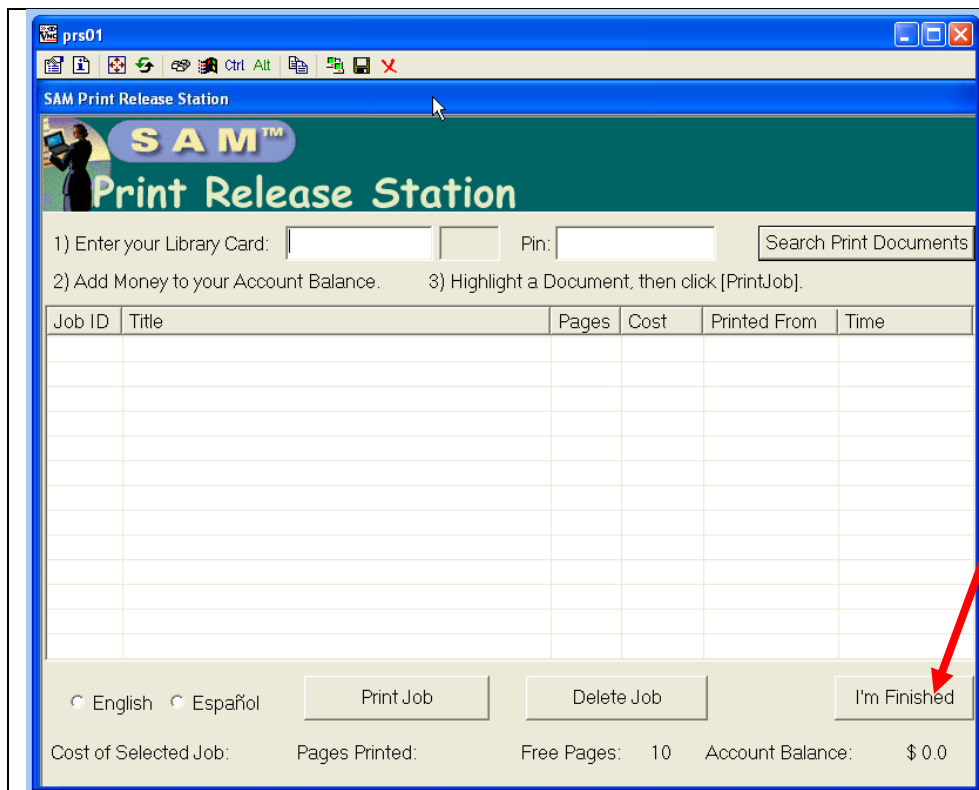 prs01
Ctrl Alt
SAM Print Release Station
SAM™
Print Release Station
1) Enter your Library Card: Pin: Search Print Documents
2) Add Money to your Account Balance. 3) Highlight a Document, then click [PrintJob].
Job ID Title Pages Cost Printed From Time
English Español Print Job Delete Job I'm Finished
Cost of Selected Job: Pages Printed: Free Pages: 10 Account Balance: $ 0.0